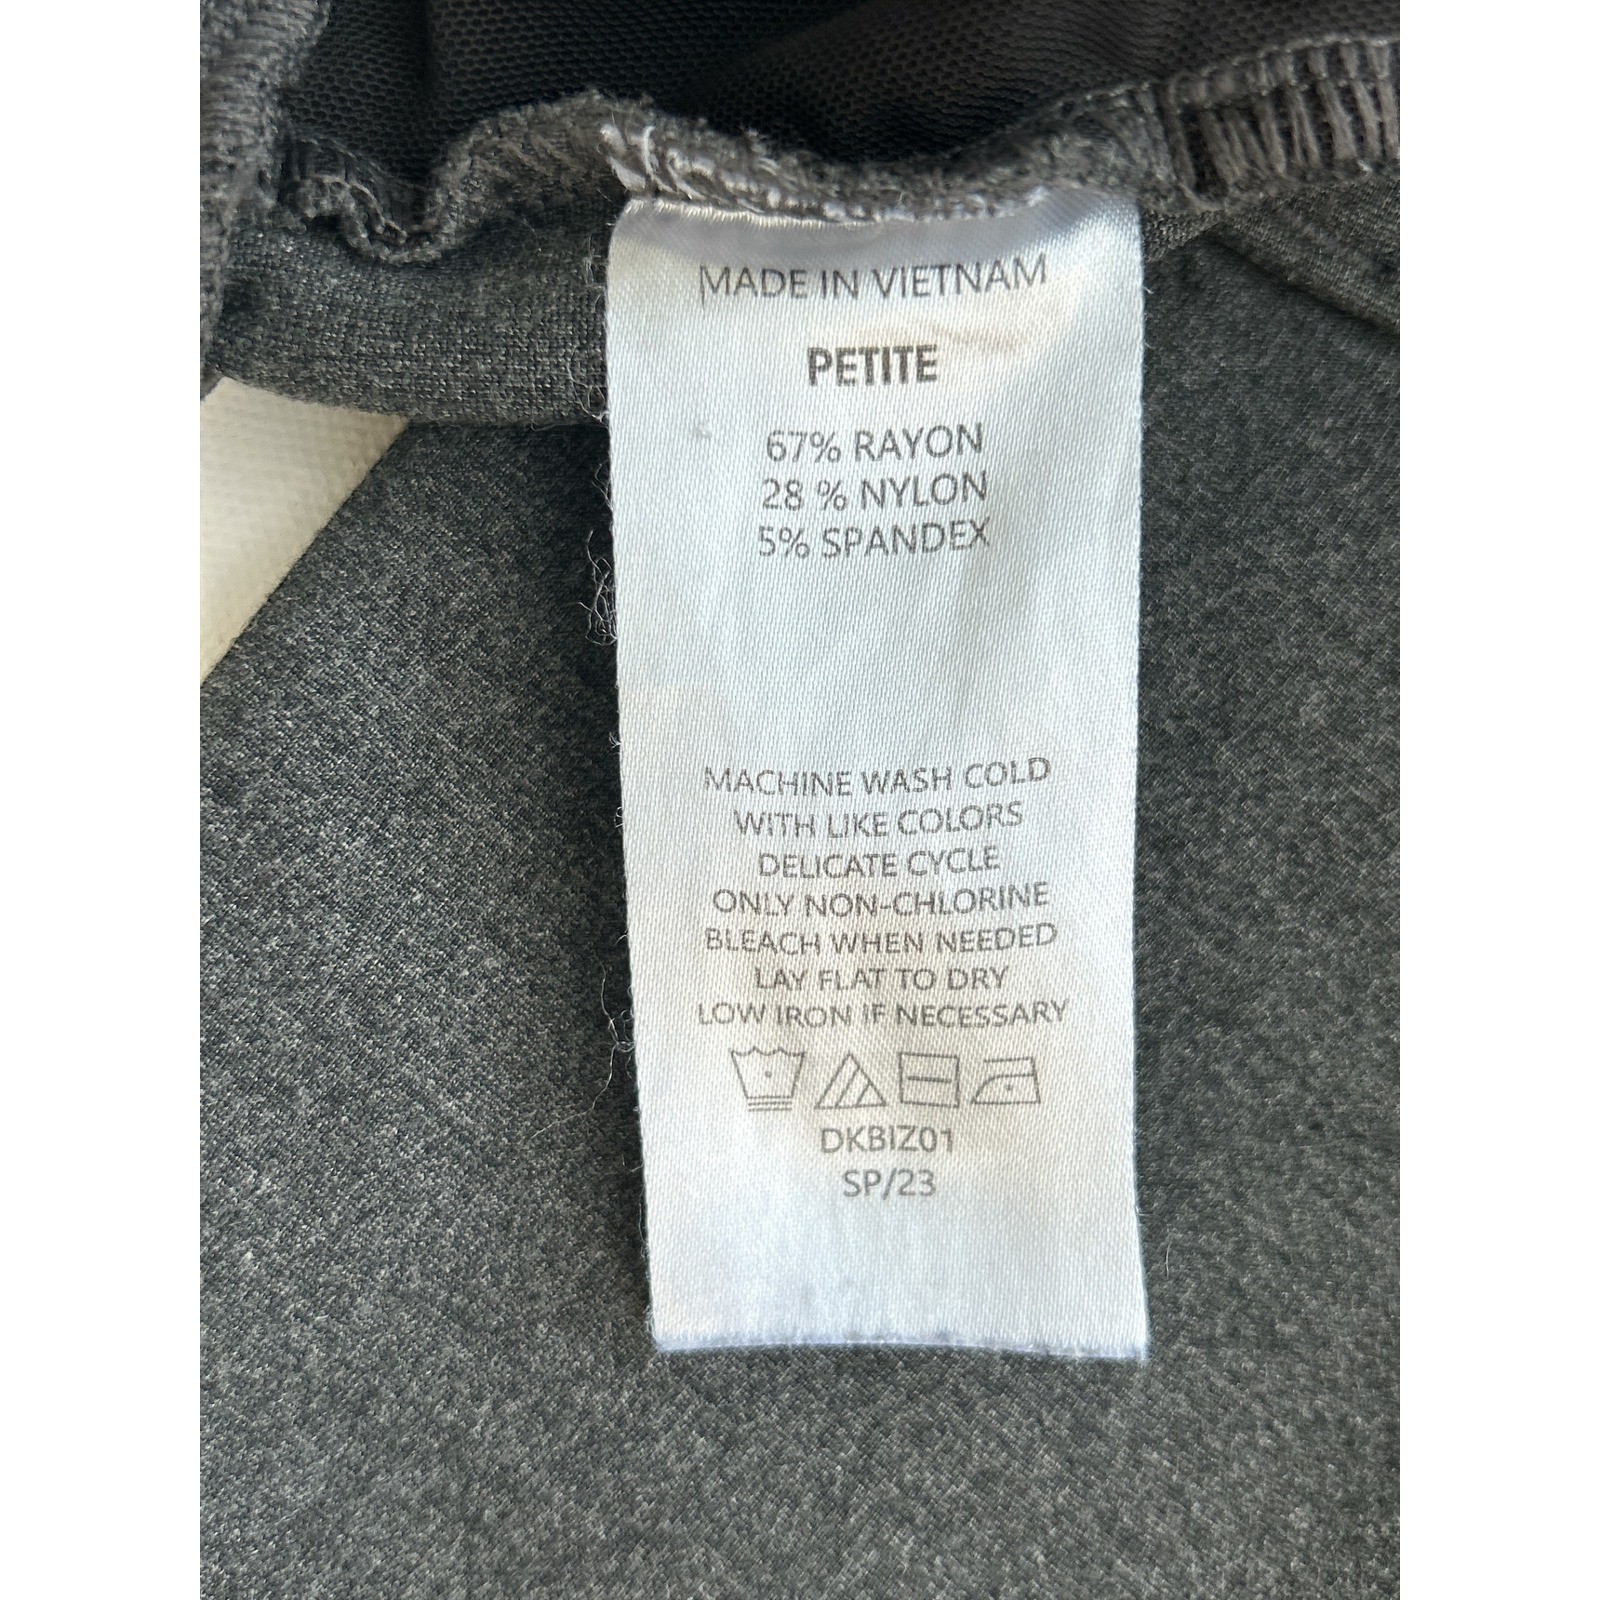 MADE IN VIETNAM
PETITE
67% RAYON
28 % NYLON
5% SPANDEX
MACHINE WASH COLD
WITH LIKE COLORS
DELICATE CYCLE
ONLY NON-CHLORINE
BLEACH WHEN NEEDED
LAY FLAT TO DRY
LOW IRON IF NECESSARY
DKBIZ01
SP/23